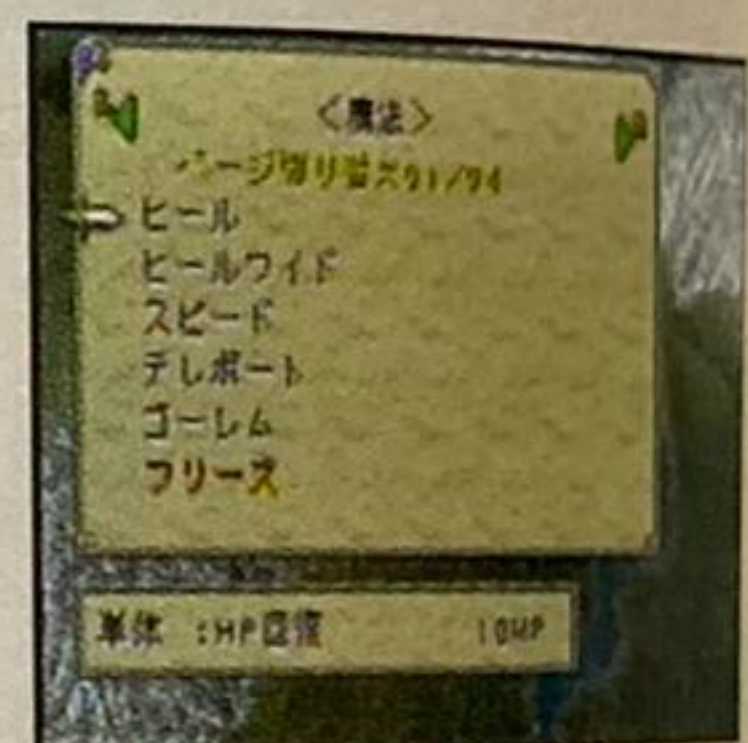 <魔法>
ページ切り替え01/04
ヒール
ヒールワイド
スピード
テレポート
ゴーレム
フリーズ
単体 :HP回復 10MP